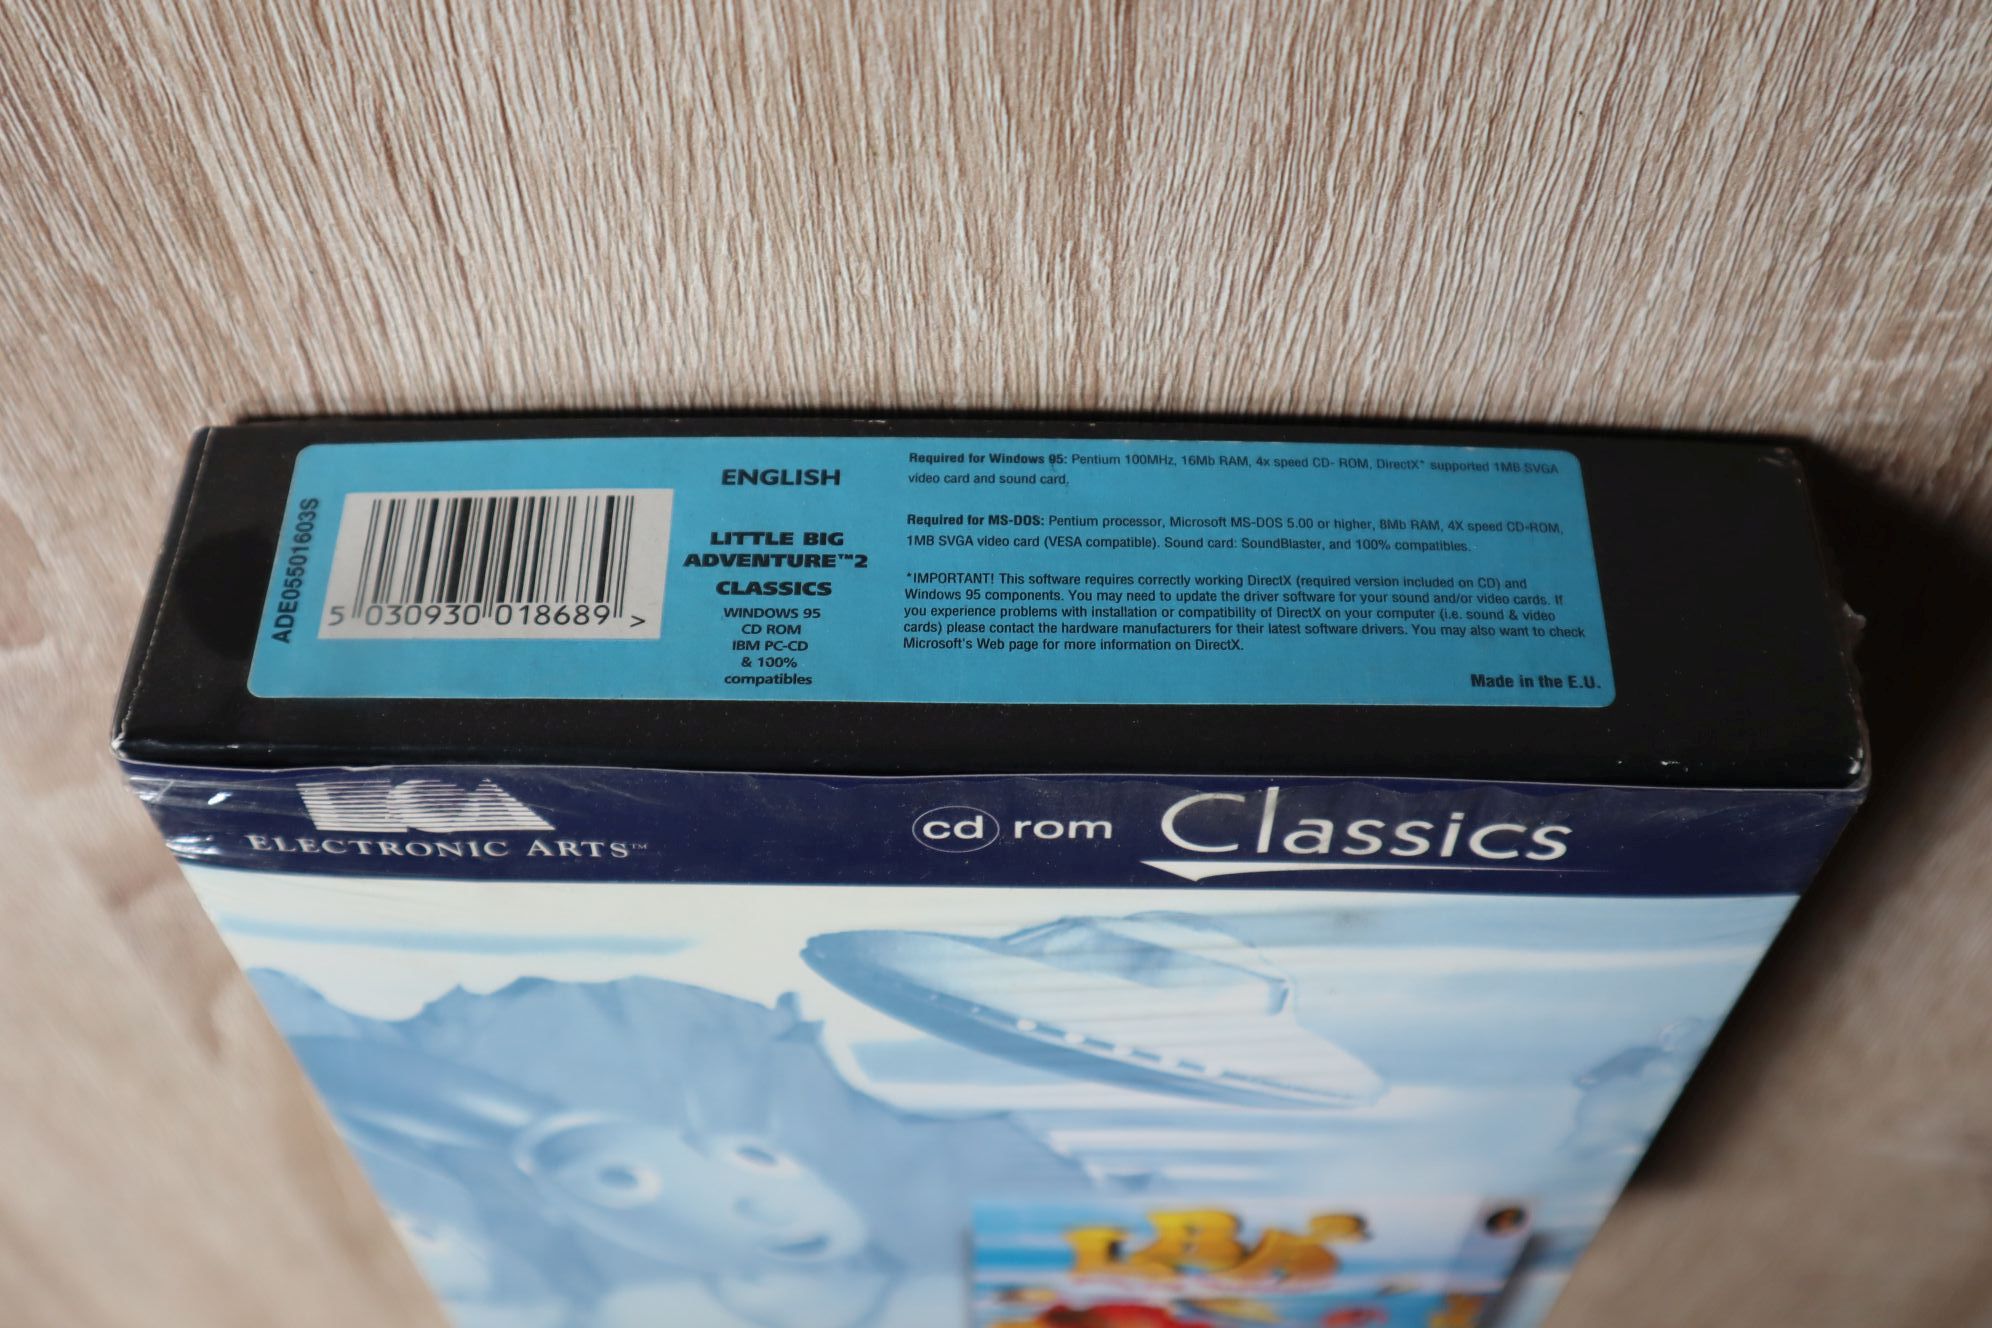 ADE05501603S
5 030930 018689 >
ENGLISH
LITTLE BIG
ADVENTURE™2
CLASSICS
WINDOWS 95
CD ROM
IBM PC-CD
& 100%
compatibles
Required for Windows 95: Pentium 100MHz, 16Mb RAM, 4x speed CD- ROM, DirectX* supported 1MB SVGA
video card and sound card.
Required for MS-DOS: Pentium processor, Microsoft MS-DOS 5.00 or higher, 8Mb RAM, 4X speed CD-ROM,
1MB SVGA video card (VESA compatible). Sound card: SoundBlaster, and 100% compatibles.
*IMPORTANT! This software requires correctly working DirectX (required version included on CD) and
Windows 95 components. You may need to update the driver software for your sound and/or video cards. If
you experience problems with installation or compatibility of DirectX on your computer (i.e. sound & video
cards) please contact the hardware manufacturers for their latest software drivers. You may also want to check
Microsoft's Web page for more information on DirectX.
Made in the E.U.
EA
ELECTRONIC ARTS™
cd rom Classics
LBA2